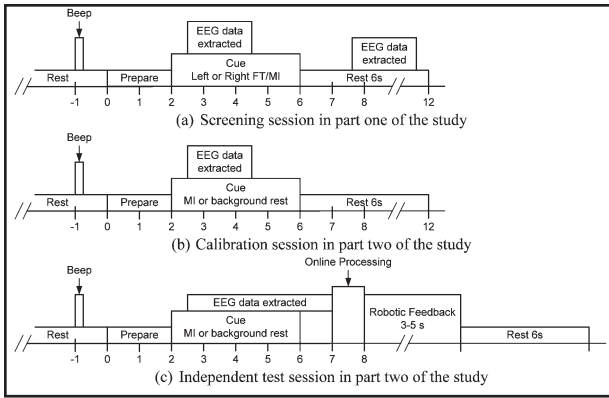 Beep
EEG data
extracted
EEG data
extracted
Cue
Left or Right FT/MI
Rest
Prepare
Rest 6s
-1 0 1 2 3 4 5 6 7 8 12
(a) Screening session in part one of the study
Beep
EEG data
extracted
Cue
MI or background rest
Rest
Prepare
Rest 6s
-1 0 1 2 3 4 5 6 7 8 12
(b) Calibration session in part two of the study
Online Processing
Beep
EEG data extracted
Robotic Feedback
3-5 s
Cue
MI or background rest
Rest
Prepare
Rest 6s
-1 0 1 2 3 4 5 6 7 8
(c) Independent test session in part two of the study